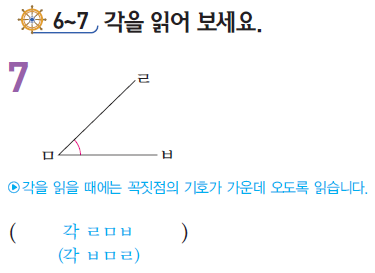 6~7 각을 읽어 보세요.
7
ㄹ
ㅁ ㅂ
각을 읽을 때에는 꼭짓점의 기호가 가운데 오도록 읽습니다.
( 각 ㄹㅁㅂ )
(각 ㅂㅁㄹ)